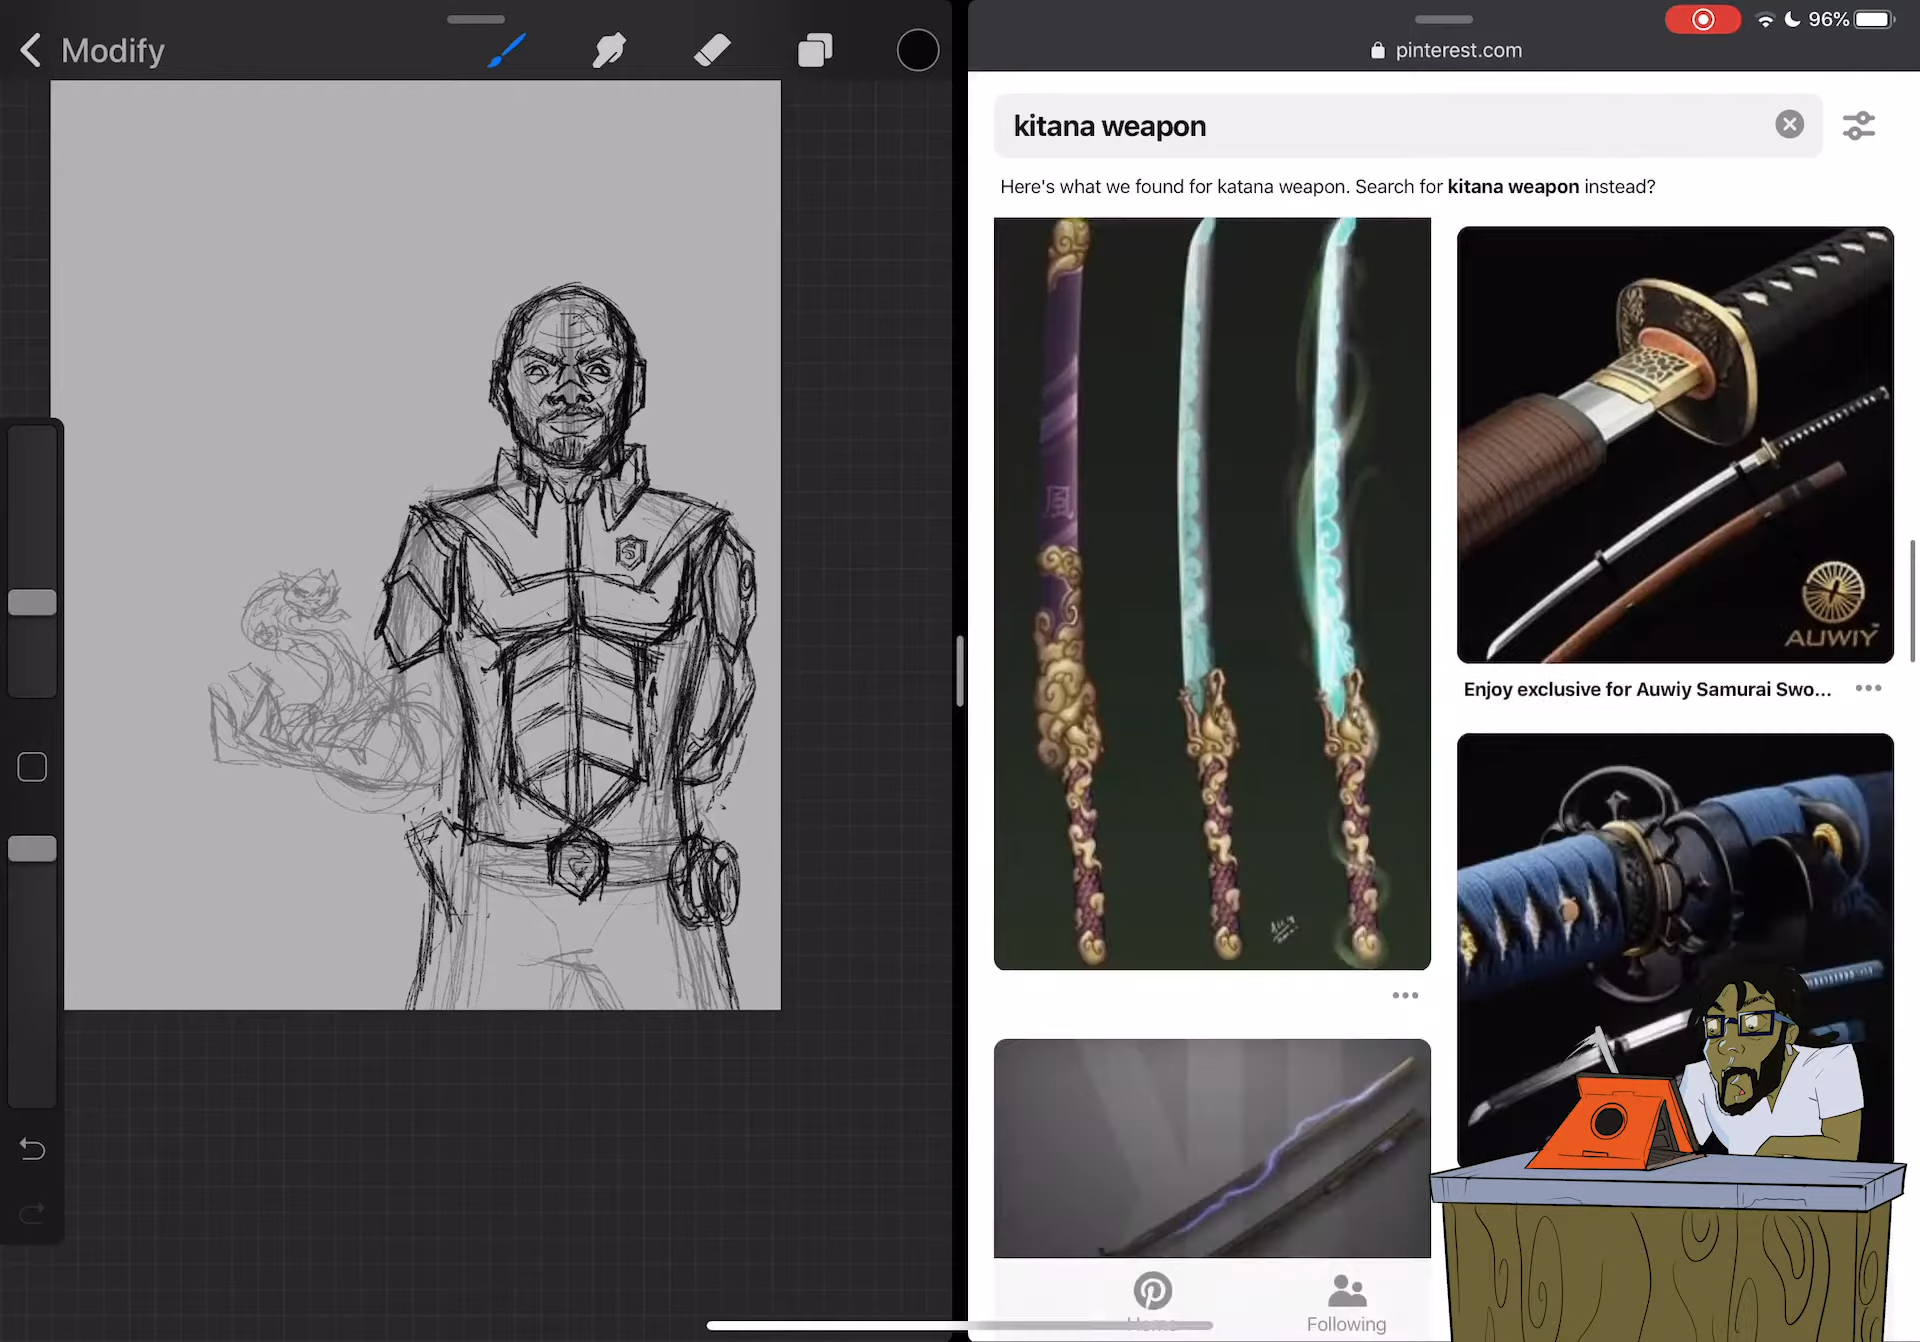 Modify
96%
pinterest.com
kitana weapon
Here's what we found for katana weapon. Search for kitana weapon instead?
AUWIY
Enjoy exclusive for Auwiy Samurai Swo...
Home
Following